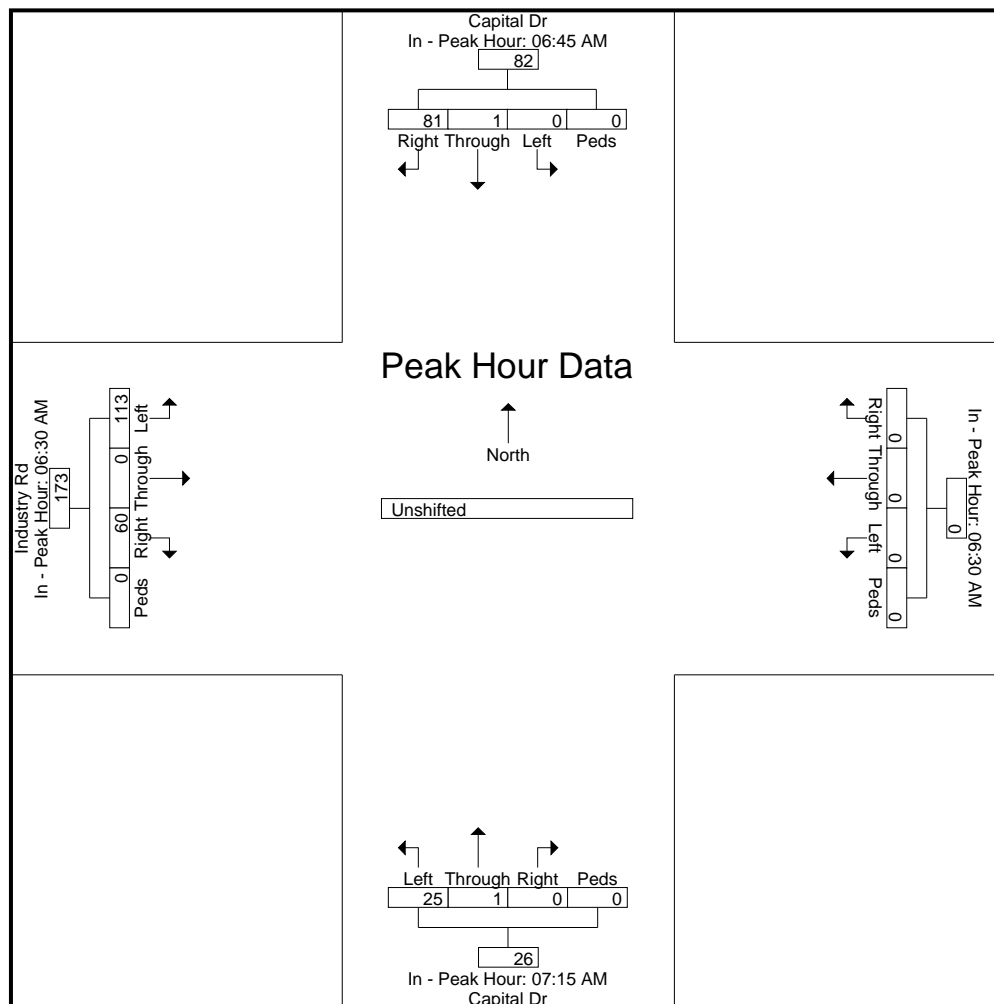 Capital Dr
In - Peak Hour: 06:45 AM
82
81 1 0 0
Right Through Left Peds
Peak Hour Data
North
Unshifted
Industry Rd
In - Peak Hour: 06:30 AM
173
113 0 60 0
Left Through Right Peds
Right Through Left Peds
0 0 0 0
0
In - Peak Hour: 06:30 AM
Left Through Right Peds
25 1 0 0
26
In - Peak Hour: 07:15 AM
Capital Dr